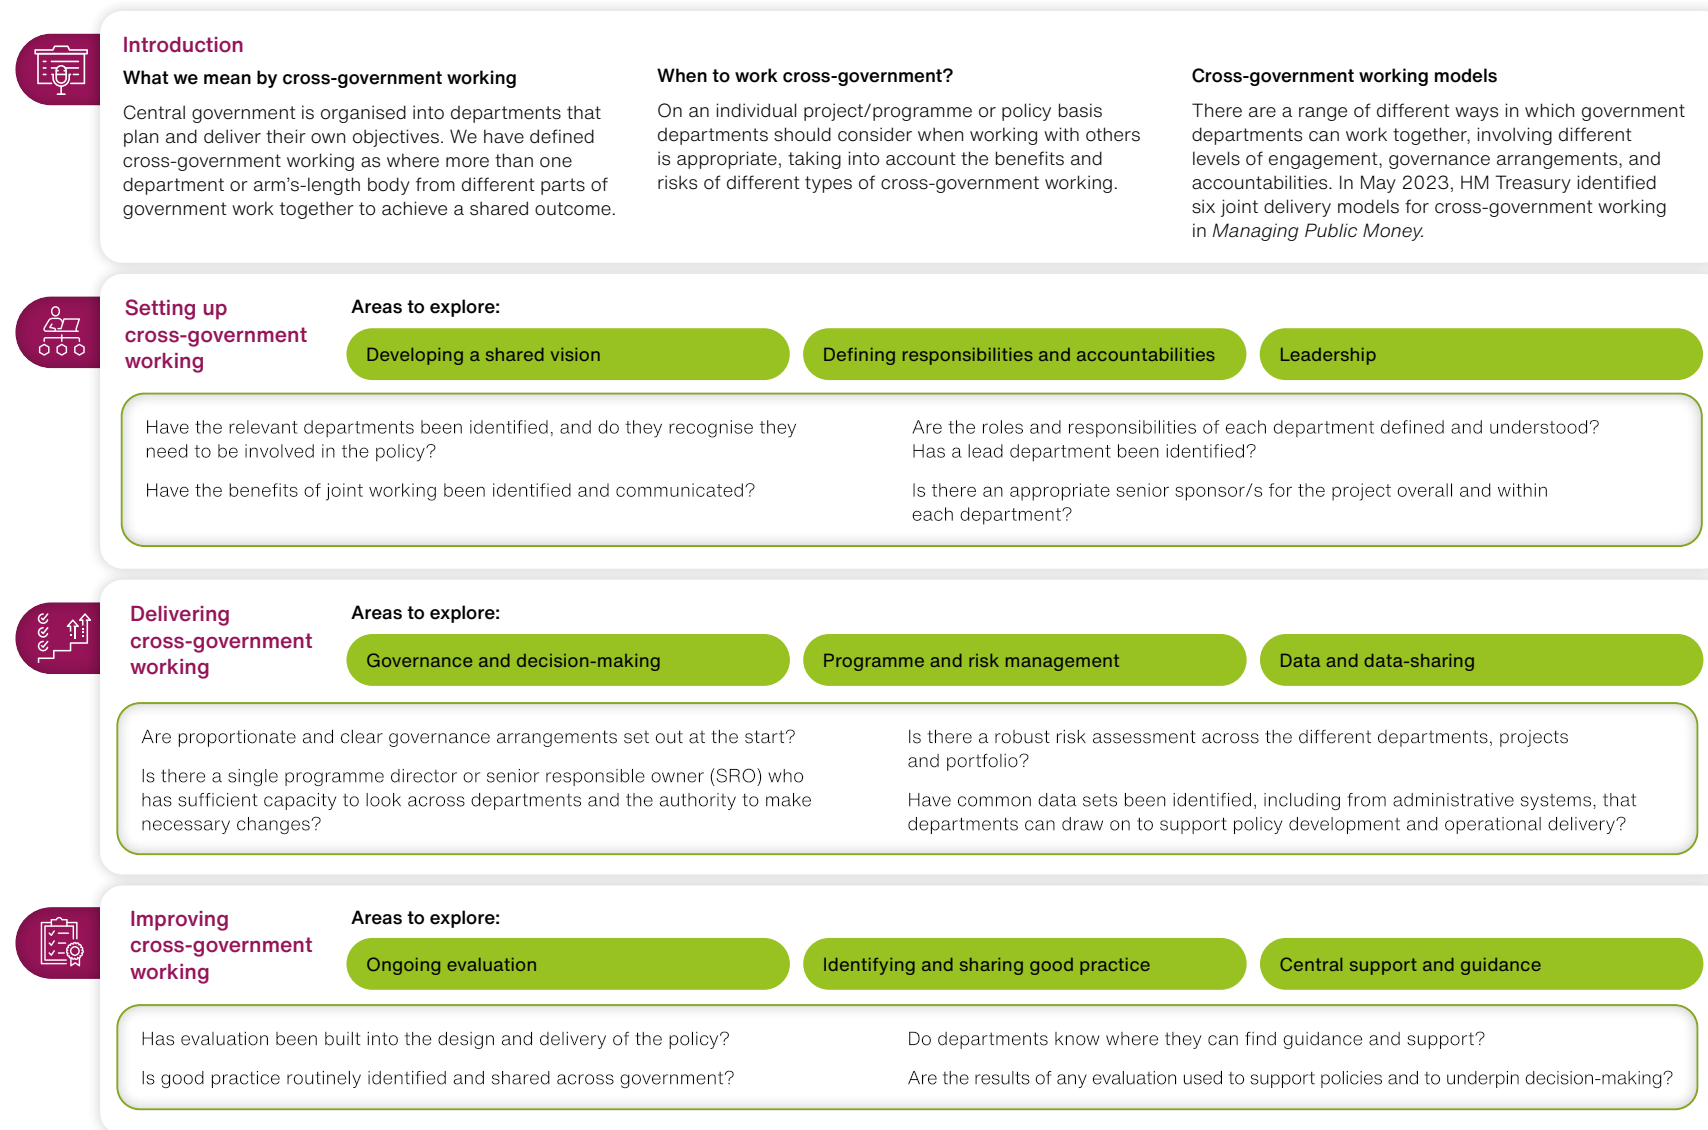 Introduction
What we mean by cross-government working
Central government is organised into departments that
plan and deliver their own objectives. We have defined
cross-government working as where more than one
department or arm's-length body from different parts of
government work together to achieve a shared outcome.
When to work cross-government?
On an individual project/programme or policy basis
departments should consider when working with others
is appropriate, taking into account the benefits and
risks of different types of cross-government working.
Cross-government working models
There are a range of different ways in which government
departments can work together, involving different
levels of engagement, governance arrangements, and
accountabilities. In May 2023, HM Treasury identified
six joint delivery models for cross-government working
in Managing Public Money.
Setting up
cross-government
working
Areas to explore:
Developing a shared vision
Defining responsibilities and accountabilities
Leadership
Have the relevant departments been identified, and do they recognise they
need to be involved in the policy?
Have the benefits of joint working been identified and communicated?
Are the roles and responsibilities of each department defined and understood?
Has a lead department been identified?
Is there an appropriate senior sponsor/s for the project overall and within
each department?
Delivering
cross-government
working
Areas to explore:
Governance and decision-making
Programme and risk management
Data and data-sharing
Are proportionate and clear governance arrangements set out at the start?
Is there a single programme director or senior responsible owner (SRO) who
has sufficient capacity to look across departments and the authority to make
necessary changes?
Is there a robust risk assessment across the different departments, projects
and portfolio?
Have common data sets been identified, including from administrative systems, that
departments can draw on to support policy development and operational delivery?
Improving
cross-government
working
Areas to explore:
Ongoing evaluation
Identifying and sharing good practice
Central support and guidance
Has evaluation been built into the design and delivery of the policy?
Is good practice routinely identified and shared across government?
Do departments know where they can find guidance and support?
Are the results of any evaluation used to support policies and to underpin decision-making?